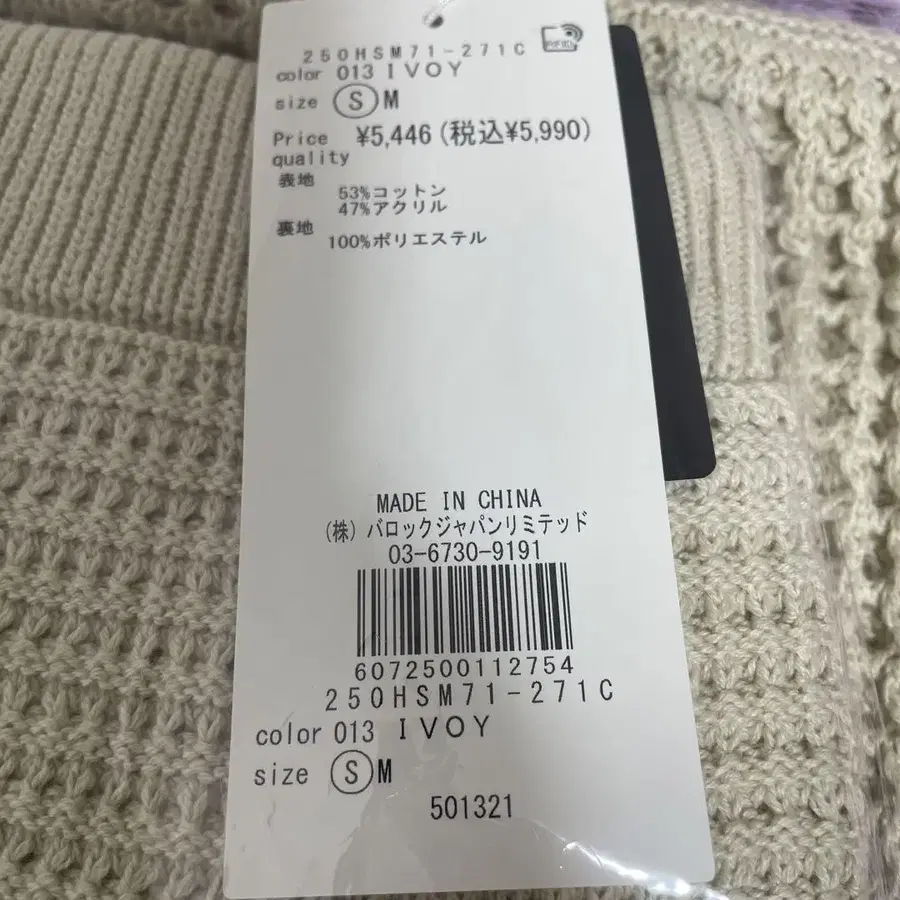 250HSM71-271C
RFID
color 013 IVOY
size S M
Price ¥5,446(税込¥5,990)
quality
表地
53%コットン
47%アクリル
裏地
100%ポリエステル
MADE IN CHINA
(株)バロックジャパンリミテッド
03-6730-9191
6072500112754
250HSM71-271C
color 013 IVOY
size S M
501321